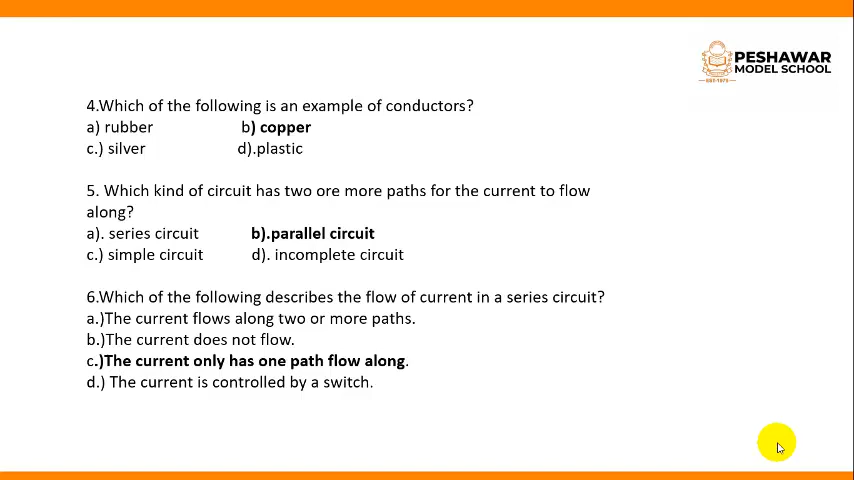 PESHAWAR
MODEL SCHOOL
EST-1973
4.Which of the following is an example of conductors?
a) rubber b) copper
c.) silver d).plastic
5. Which kind of circuit has two ore more paths for the current to flow
along?
a). series circuit b).parallel circuit
c.) simple circuit d). incomplete circuit
6.Which of the following describes the flow of current in a series circuit?
a.)The current flows along two or more paths.
b.)The current does not flow.
c.)The current only has one path flow along.
d.) The current is controlled by a switch.